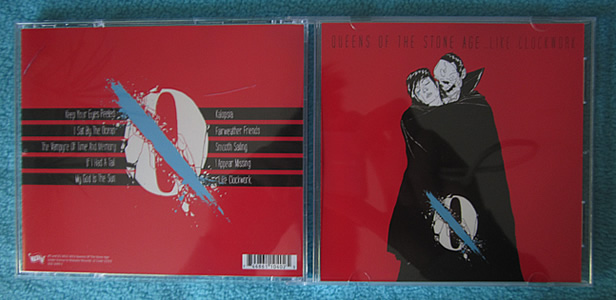 Keep Your Eyes Peeled
I Sat By The Ocean
The Vampyre Of Time And Memory
If I Had A Tail
My God Is The Sun
Kalopsia
Fairweather Friends
Smooth Sailing
I Appear Missing
...Like Clockwork
QUEENS OF THE STONE AGE ...LIKE CLOCKWORK